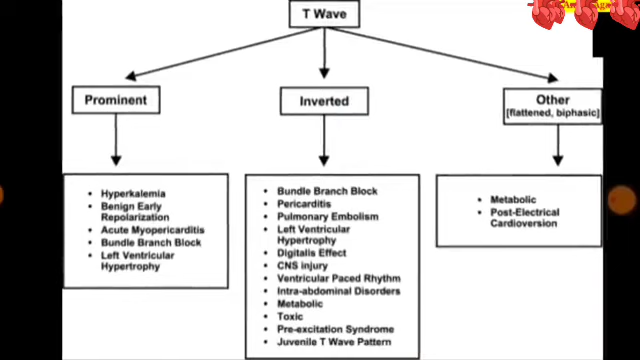 T Wave
Prominent
Inverted
Other
[flattened, biphasic]
• Hyperkalemia
• Benign Early
Repolarization
• Acute Myopericarditis
• Bundle Branch Block
• Left Ventricular
Hypertrophy
• Bundle Branch Block
• Pericarditis
• Pulmonary Embolism
• Left Ventricular
Hypertrophy
• Digitalis Effect
• CNS injury
• Ventricular Paced Rhythm
• Intra-abdominal Disorders
• Metabolic
• Toxic
• Pre-excitation Syndrome
• Juvenile T Wave Pattern
• Metabolic
• Post-Electrical
Cardioversion